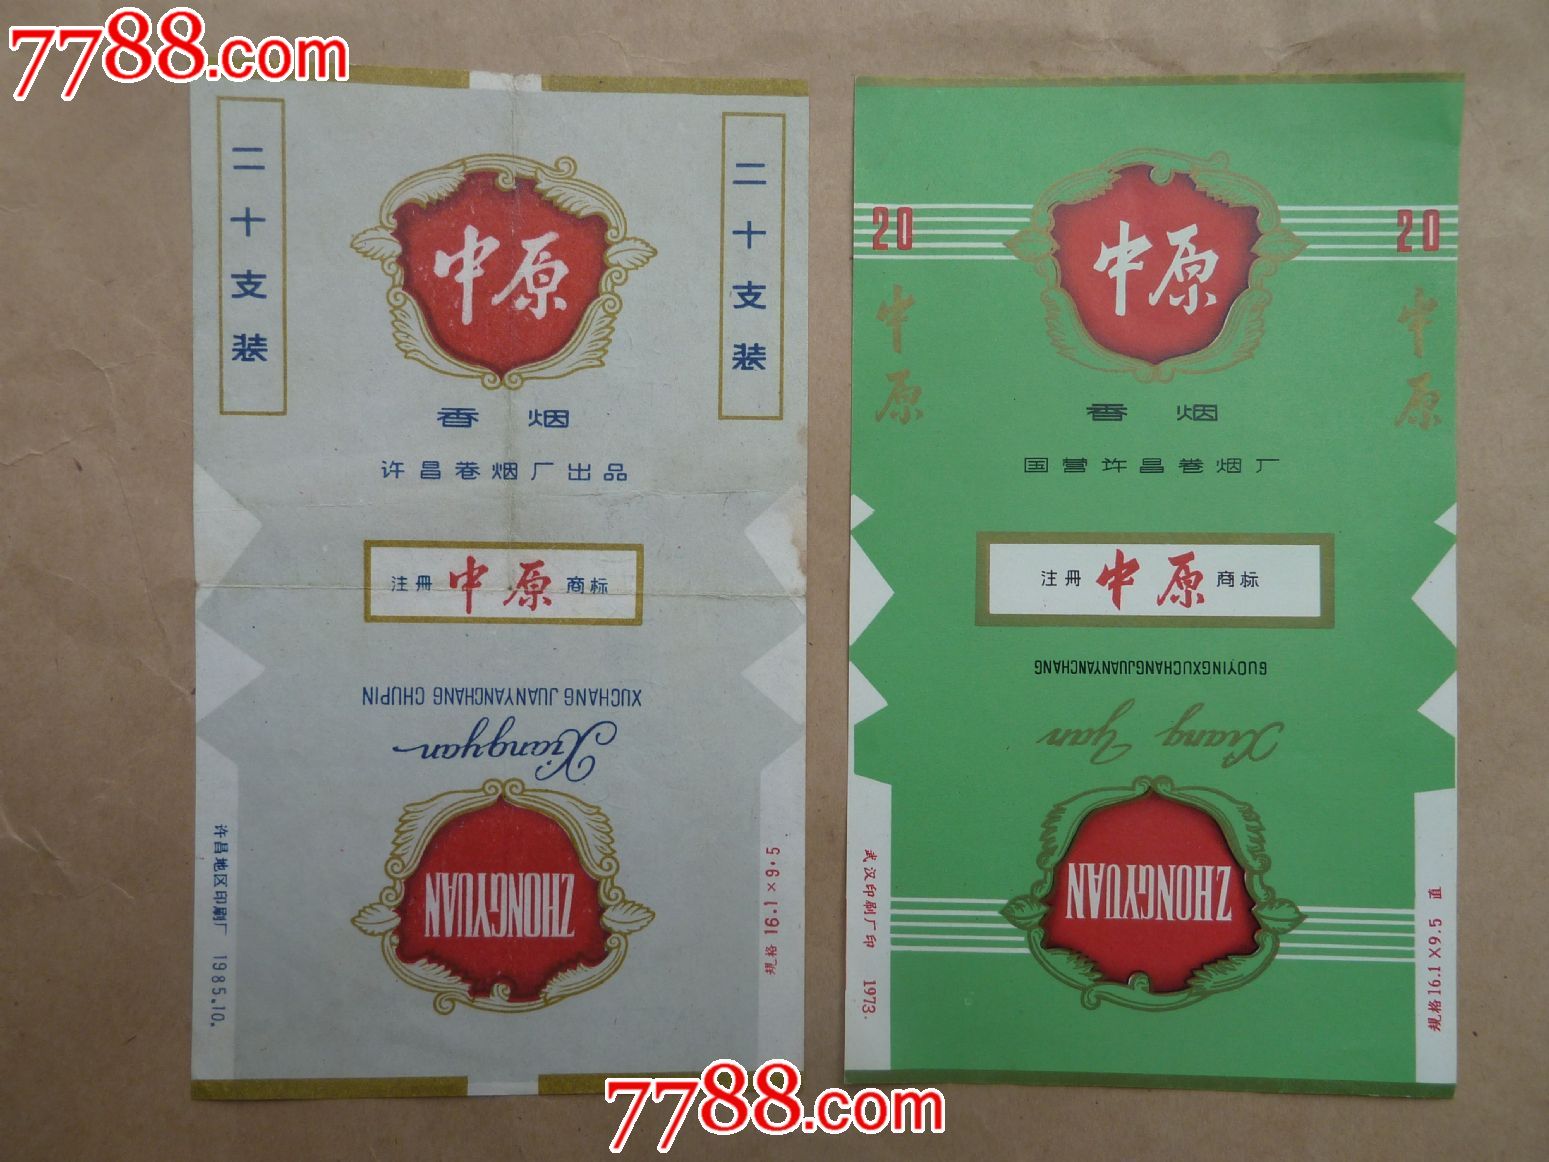 7788.com
二十支装
中原
二十支装
香烟
许昌卷烟厂出品
注册 中原 商标
XUCHANG JUANYANCHANG CHUPIN
Xiangyan
ZHONGYUAN
许昌地区印刷厂 1985.10.
规格 16.1×9.5
20
中原
中原
20
中原
香烟
国营许昌卷烟厂
注册 中原 商标
GUOYINGXUCHANGJUANYANCHANG
Xiang Yan
ZHONGYUAN
武汉印刷厂印 1973.
规格16.1×9.5 直
7788.com